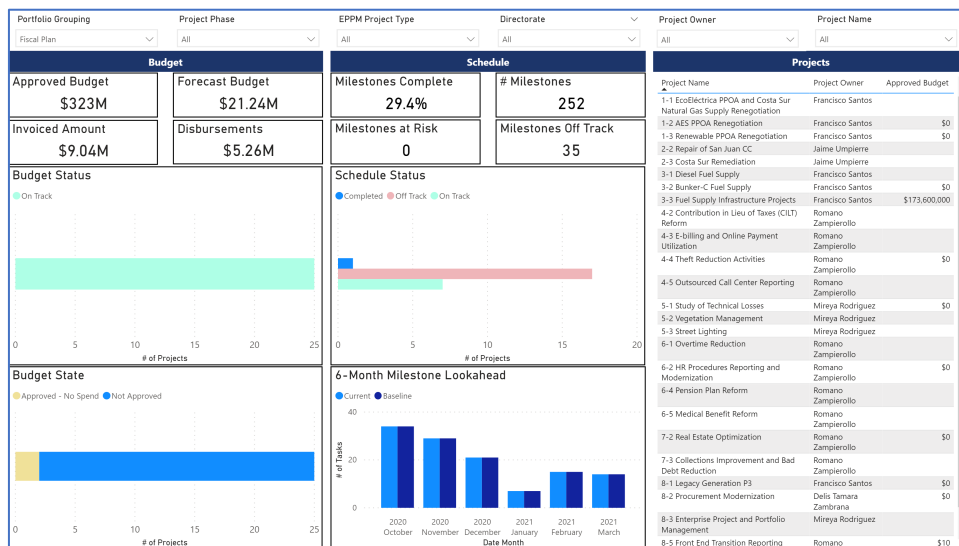 Portfolio Grouping
Project Phase
EPPM Project Type
Directorate
Project Owner
Project Name
Fiscal Plan
All
All
All
All
All
Budget
Schedule
Projects
Approved Budget
$323M
Forecast Budget
$21.24M
Milestones Complete
29.4%
# Milestones
252
Invoiced Amount
$9.04M
Disbursements
$5.26M
Milestones at Risk
0
Milestones Off Track
35
Budget Status
On Track
0 5 10 15 20 25
# of Projects
Schedule Status
Completed Off Track On Track
0 5 10 15 20
# of Projects
Budget State
Approved - No Spend Not Approved
0 5 10 15 20 25
# of Projects
6-Month Milestone Lookahead
Current Baseline
40
20
0
# of Tasks
2020 2020 2020 2021 2021 2021
October November December January February March
Date Month
Project Name Project Owner Approved Budget
1-1 EcoEléctrica PPOA and Costa Sur Francisco Santos
Natural Gas Supply Renegotiation
1-2 AES PPOA Renegotiation Francisco Santos $0
1-3 Renewable PPOA Renegotiation Francisco Santos $0
2-2 Repair of San Juan CC Jaime Umpierre
2-3 Costa Sur Remediation Jaime Umpierre
3-1 Diesel Fuel Supply Francisco Santos
3-2 Bunker-C Fuel Supply Francisco Santos $0
3-3 Fuel Supply Infrastructure Projects Francisco Santos $173,600,000
4-2 Contribution in Lieu of Taxes (CILT) Romano
Reform Zampierollo
4-3 E-billing and Online Payment Romano
Utilization Zampierollo
4-4 Theft Reduction Activities Romano $0
Zampierollo
4-5 Outsourced Call Center Reporting Romano
Zampierollo
5-1 Study of Technical Losses Mireya Rodriguez $0
5-2 Vegetation Management Mireya Rodriguez
5-3 Street Lighting Mireya Rodriguez
6-1 Overtime Reduction Romano
Zampierollo
6-2 HR Procedures Reporting and Romano $0
Modernization Zampierollo
6-4 Pension Plan Reform Romano
Zampierollo
6-5 Medical Benefit Reform Romano
Zampierollo
7-2 Real Estate Optimization Romano $0
Zampierollo
7-3 Collections Improvement and Bad Romano
Debt Reduction Zampierollo
8-1 Legacy Generation P3 Francisco Santos $0
8-2 Procurement Modernization Delis Tamara $0
Zambrana
8-3 Enterprise Project and Portfolio Mireya Rodriguez
Management
8-5 Front End Transition Reporting Romano $10